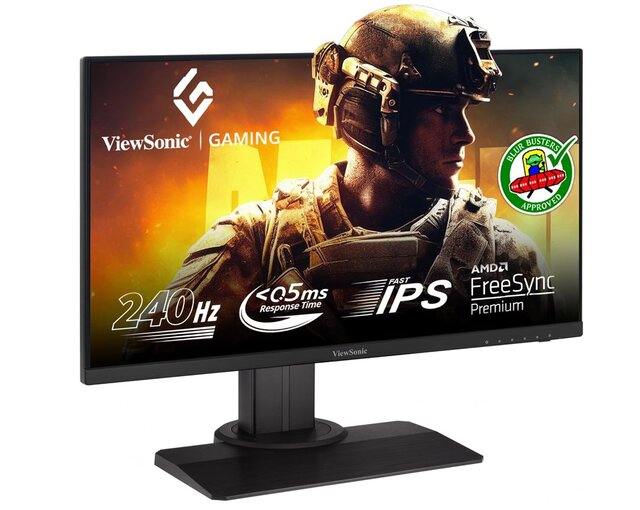 ViewSonic® | GAMING
BLUR BUSTERS
APPROVED
240Hz
<0.5ms
Response Time
FAST
IPS
AMD
FreeSync
Premium
ViewSonic